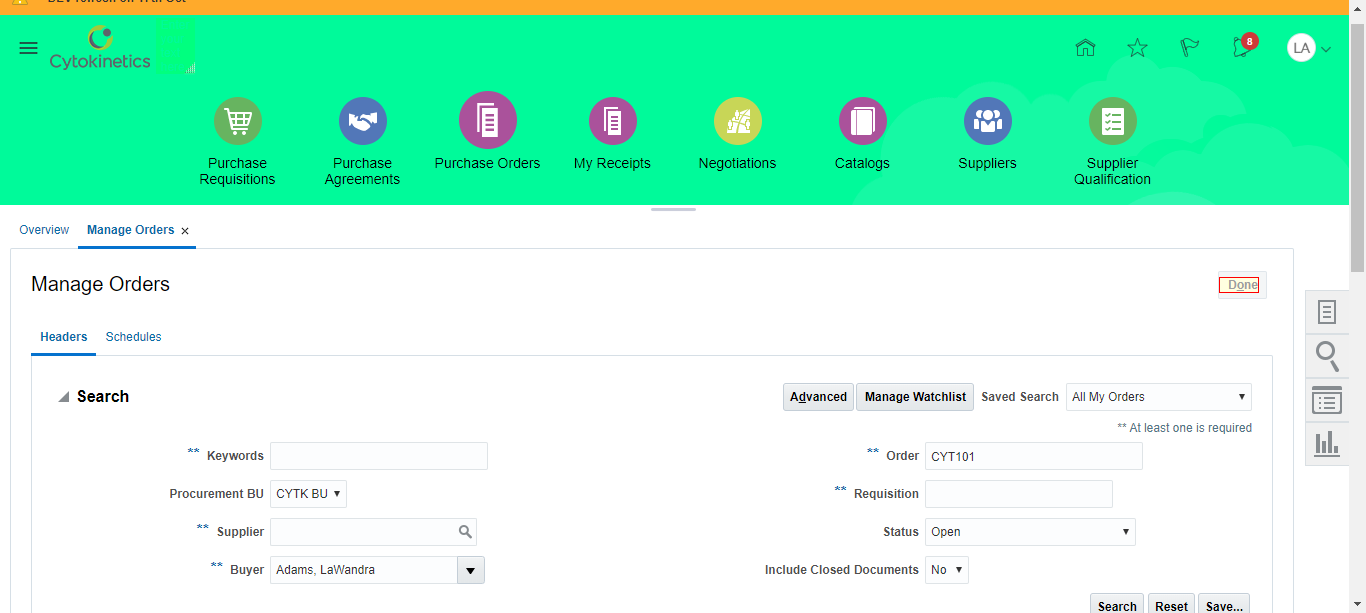 DEV refresh on 17th Oct
Cytokinetics
8
LA
Purchase
Requisitions
Purchase
Agreements
Purchase Orders
My Receipts
Negotiations
Catalogs
Suppliers
Supplier
Qualification
Overview
Manage Orders ×
Manage Orders
Done
Headers
Schedules
Search
Advanced
Manage Watchlist
Saved Search
All My Orders
** At least one is required
** Keywords
** Order
CYT101
Procurement BU
CYTK BU
** Requisition
** Supplier
Status
Open
** Buyer
Adams, LaWandra
Include Closed Documents
No
Search
Reset
Save...